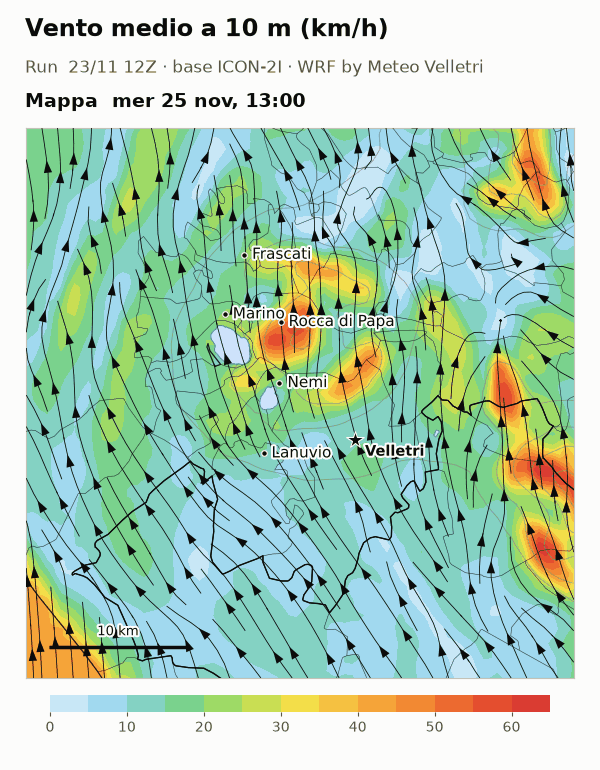 Vento medio a 10 m (km/h)
Run  23/11 12Z · base ICON-2I · WRF by Meteo Velletri
Mappa  mer 25 nov, 13:00
Frascati
Marino
Rocca di Papa
Nemi
Lanuvio
Velletri
10 km
0 10 20 30 40 50 60